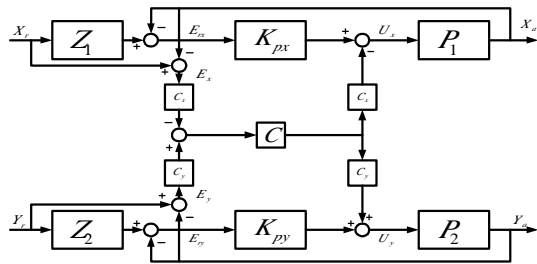 X_r Z_1 + − E_rx K_px + − U_x P_1 X_a
− + E_x
C_x C_x
−
+ C
C_y C_y
+ E_y
−
Y_r Z_2 + − E_ry K_py + + U_y P_2 Y_a